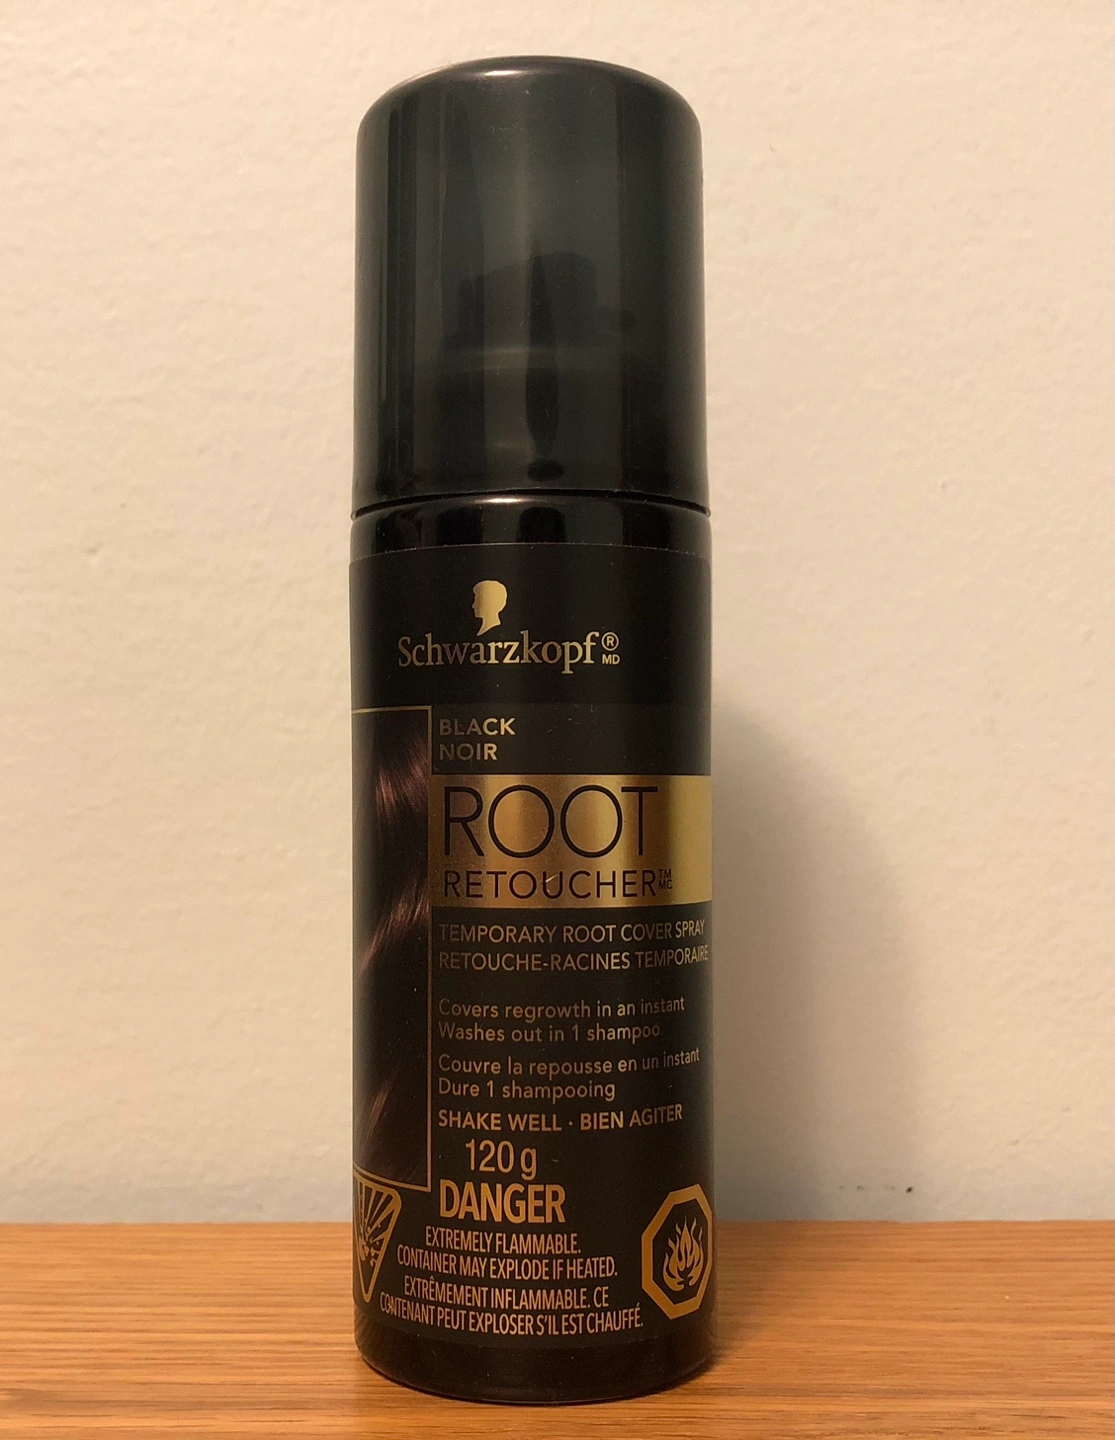 Schwarzkopf® MD
BLACK
NOIR
ROOT
RETOUCHER™ MC
TEMPORARY ROOT COVER SPRAY
RETOUCHE-RACINES TEMPORAIRE
Covers regrowth in an instant
Washes out in 1 shampoo
Couvre la repousse en un instant
Dure 1 shampooing
SHAKE WELL · BIEN AGITER
120 g
DANGER
EXTREMELY FLAMMABLE.
CONTAINER MAY EXPLODE IF HEATED.
EXTRÊMEMENT INFLAMMABLE. CE
CONTENANT PEUT EXPLOSER S'IL EST CHAUFFÉ.